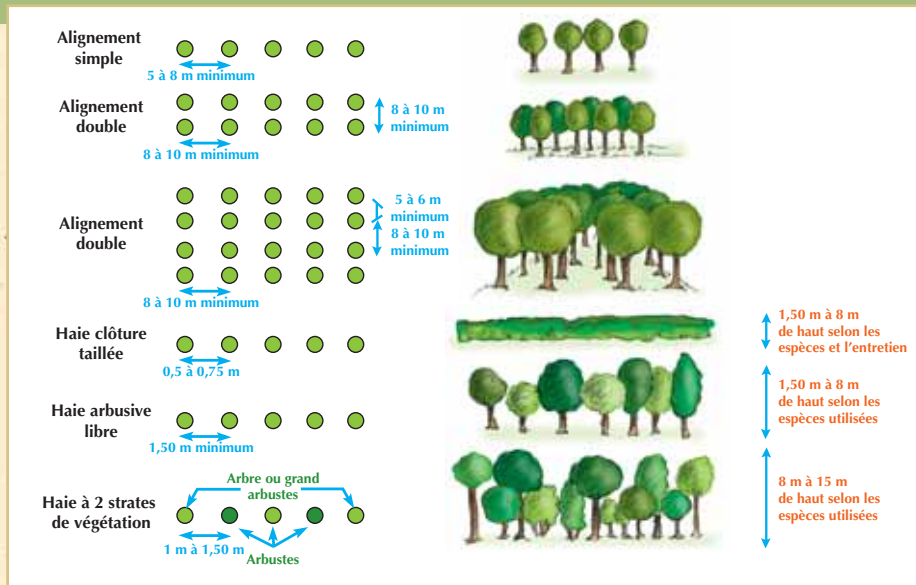 Alignement
simple
5 à 8 m minimum
Alignement
double
8 à 10 m
minimum
8 à 10 m minimum
Alignement
double
5 à 6 m
minimum
8 à 10 m
minimum
8 à 10 m minimum
Haie clôture
taillée
0,5 à 0,75 m
1,50 m à 8 m
de haut selon les
espèces et l'entretien
Haie arbusive
libre
1,50 m minimum
1,50 m à 8 m
de haut selon les
espèces utilisées
Haie à 2 strates
de végétation
Arbre ou grand
arbustes
1 m à 1,50 m
Arbustes
8 m à 15 m
de haut selon les
espèces utilisées